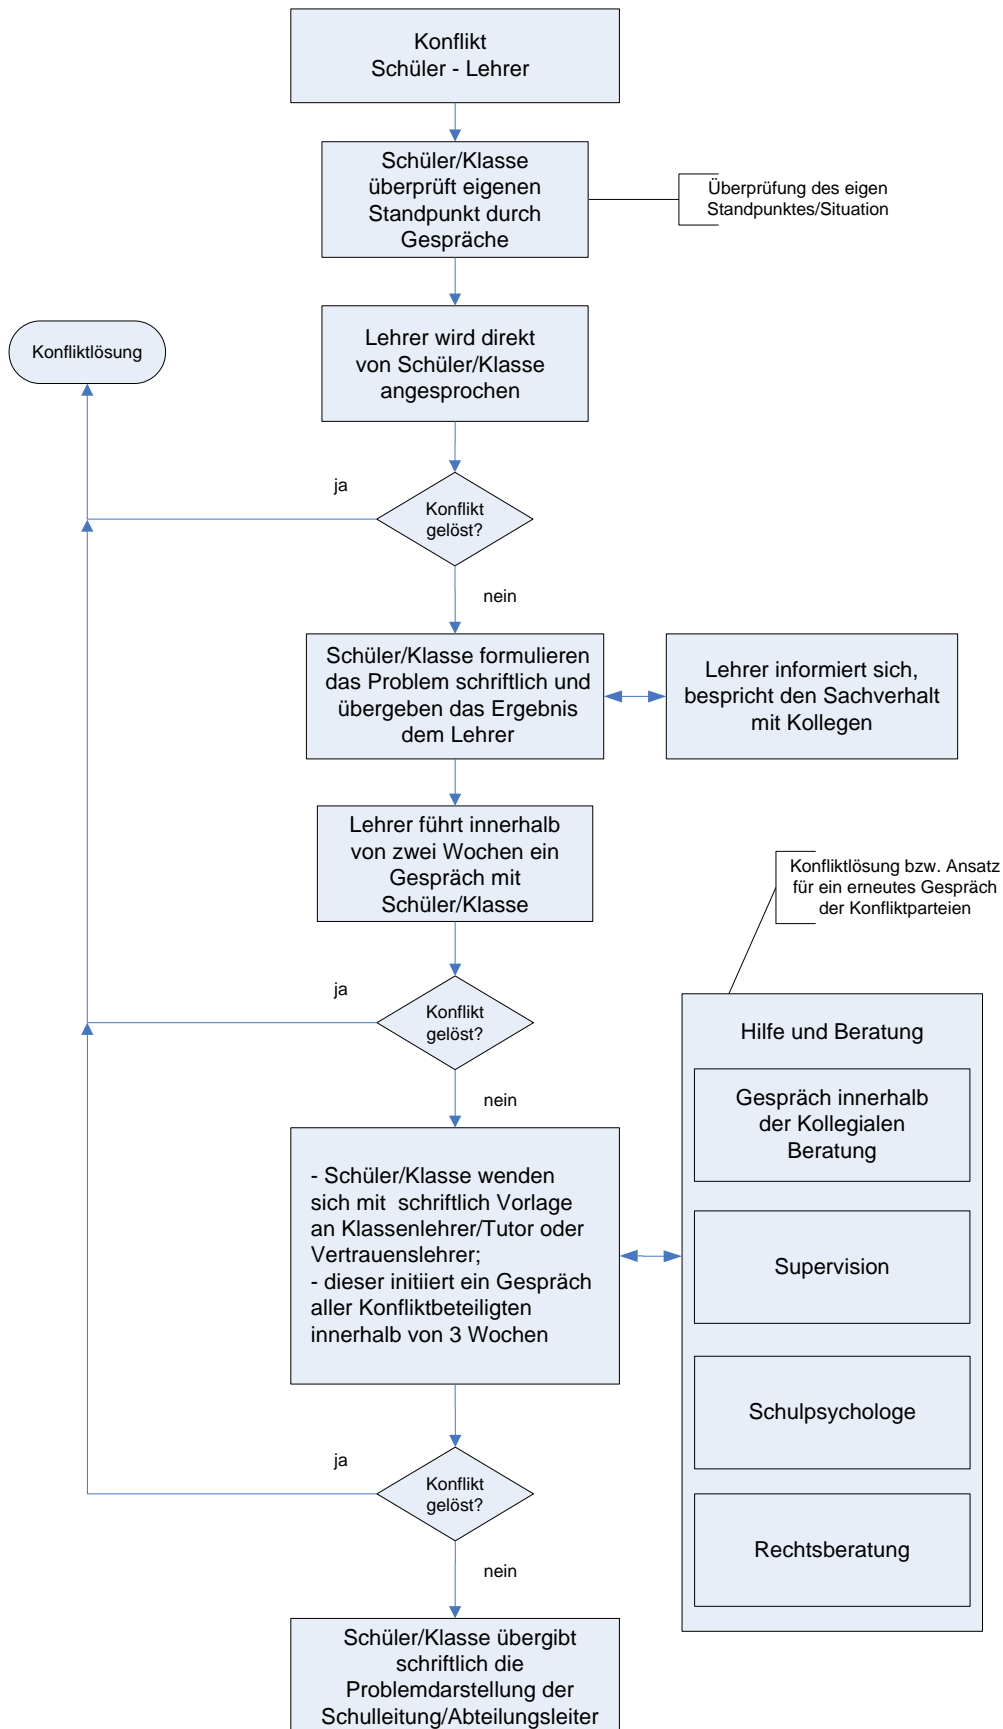 Konflikt
Schüler - Lehrer
Schüler/Klasse
überprüft eigenen
Standpunkt durch
Gespräche
Überprüfung des eigen
Standpunktes/Situation
Lehrer wird direkt
von Schüler/Klasse
angesprochen
Konfliktlösung
ja
Konflikt
gelöst?
nein
Schüler/Klasse formulieren
das Problem schriftlich und
übergeben das Ergebnis
dem Lehrer
Lehrer informiert sich,
bespricht den Sachverhalt
mit Kollegen
Lehrer führt innerhalb
von zwei Wochen ein
Gespräch mit
Schüler/Klasse
Konfliktlösung bzw. Ansatz
für ein erneutes Gespräch
der Konfliktparteien
ja
Konflikt
gelöst?
nein
Hilfe und Beratung
Gespräch innerhalb
der Kollegialen
Beratung
Supervision
Schulpsychologe
Rechtsberatung
- Schüler/Klasse wenden
sich mit schriftlich Vorlage
an Klassenlehrer/Tutor oder
Vertrauenslehrer;
- dieser initiiert ein Gespräch
aller Konfliktbeteiligten
innerhalb von 3 Wochen
ja
Konflikt
gelöst?
nein
Schüler/Klasse übergibt
schriftlich die
Problemdarstellung der
Schulleitung/Abteilungsleiter